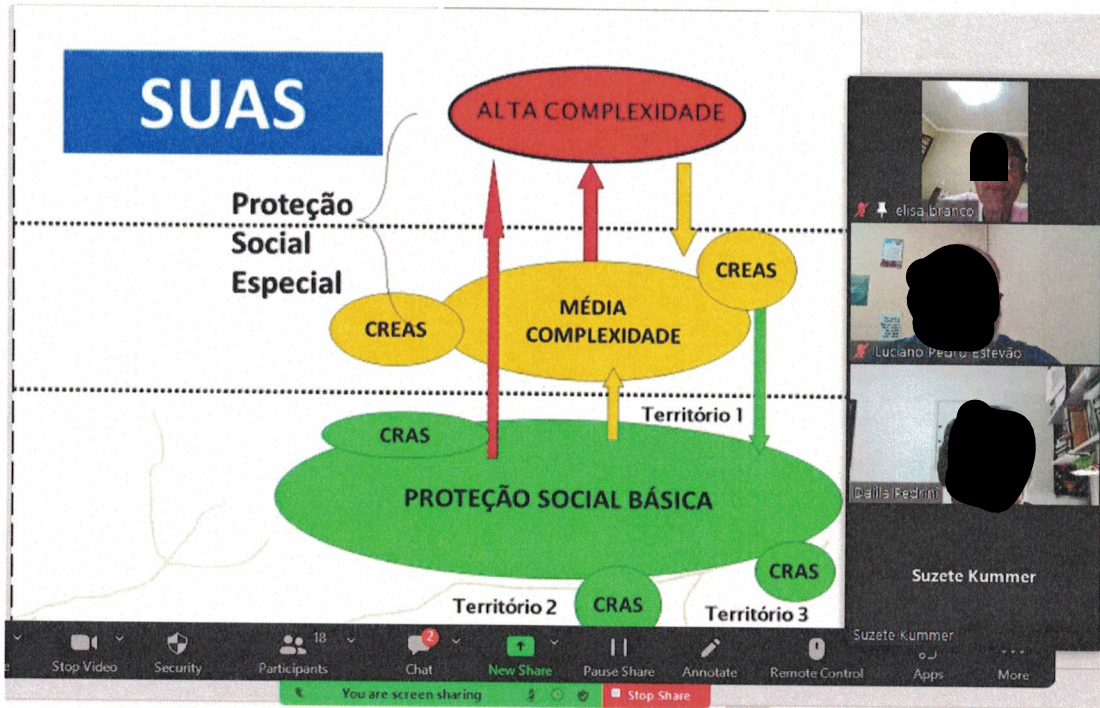 SUAS
ALTA COMPLEXIDADE
Proteção
Social
Especial
CREAS
MÉDIA
COMPLEXIDADE
CREAS
Território 1
CRAS
PROTEÇÃO SOCIAL BÁSICA
CRAS
Território 2
CRAS
Território 3
elisa branco
Luciano Pedro Estevão
Dalila Pedrini
Suzete Kummer
Suzete Kummer
Stop Video
Security
Participants
18
Chat
2
New Share
Pause Share
Annotate
Remote Control
Apps
More
You are screen sharing
Stop Share